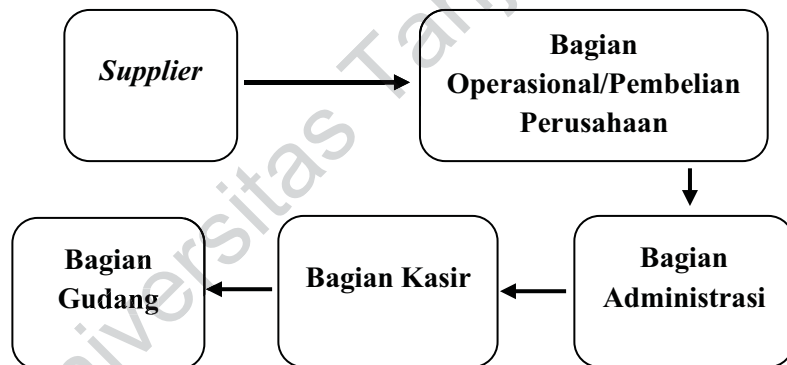 Supplier
Bagian
Operasional/Pembelian
Perusahaan
Bagian
Gudang
Bagian Kasir
Bagian
Administrasi